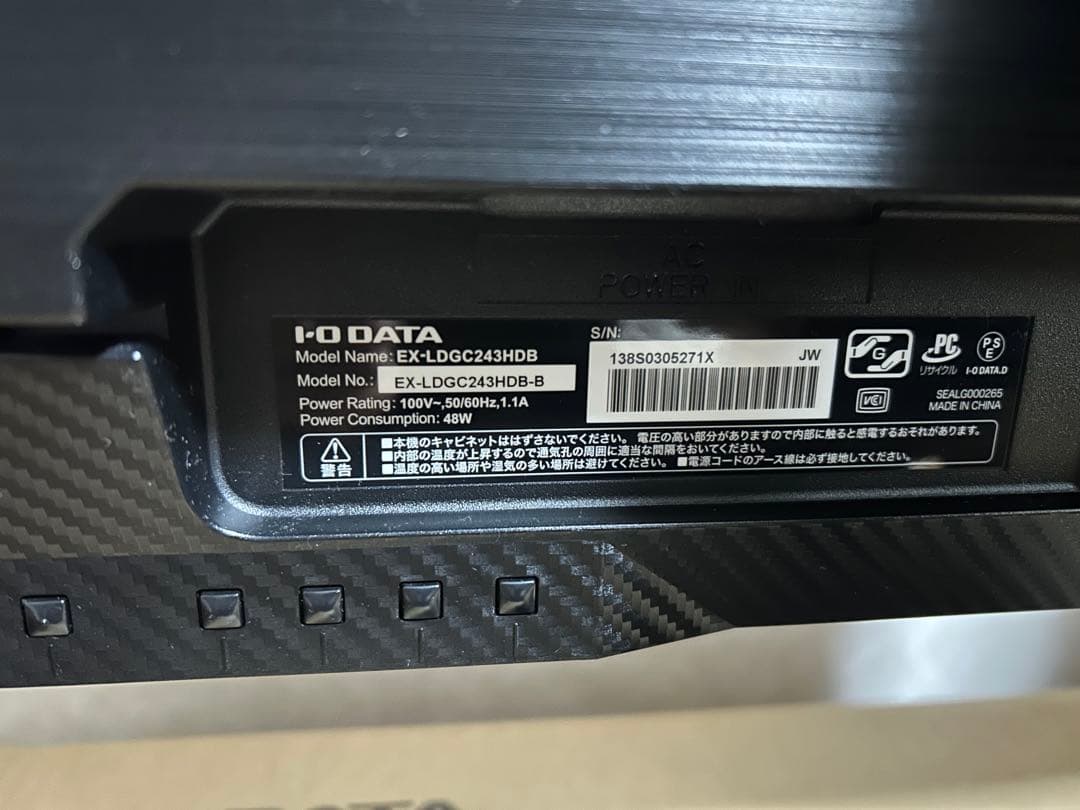 AC
POWER IN
I-O DATA
Model Name: EX-LDGC243HDB
Model No.: EX-LDGC243HDB-B
Power Rating: 100V~,50/60Hz,1.1A
Power Consumption: 48W
S/N:
138S0305271X JW
G
PC
リサイクル
PS
E
I-O DATA.D
VCI
SEALG000265
MADE IN CHINA
警告
■本機のキャビネットははずさないでください。 電圧の高い部分がありますので内部に触ると感電するおそれがあります。
■内部の温度が上昇するので通気孔の周囲に適当な間隔をおいてください。
■温度の高い場所や湿気の多い場所は避けてください。 ■電源コードのアース線は必ず接地してください。